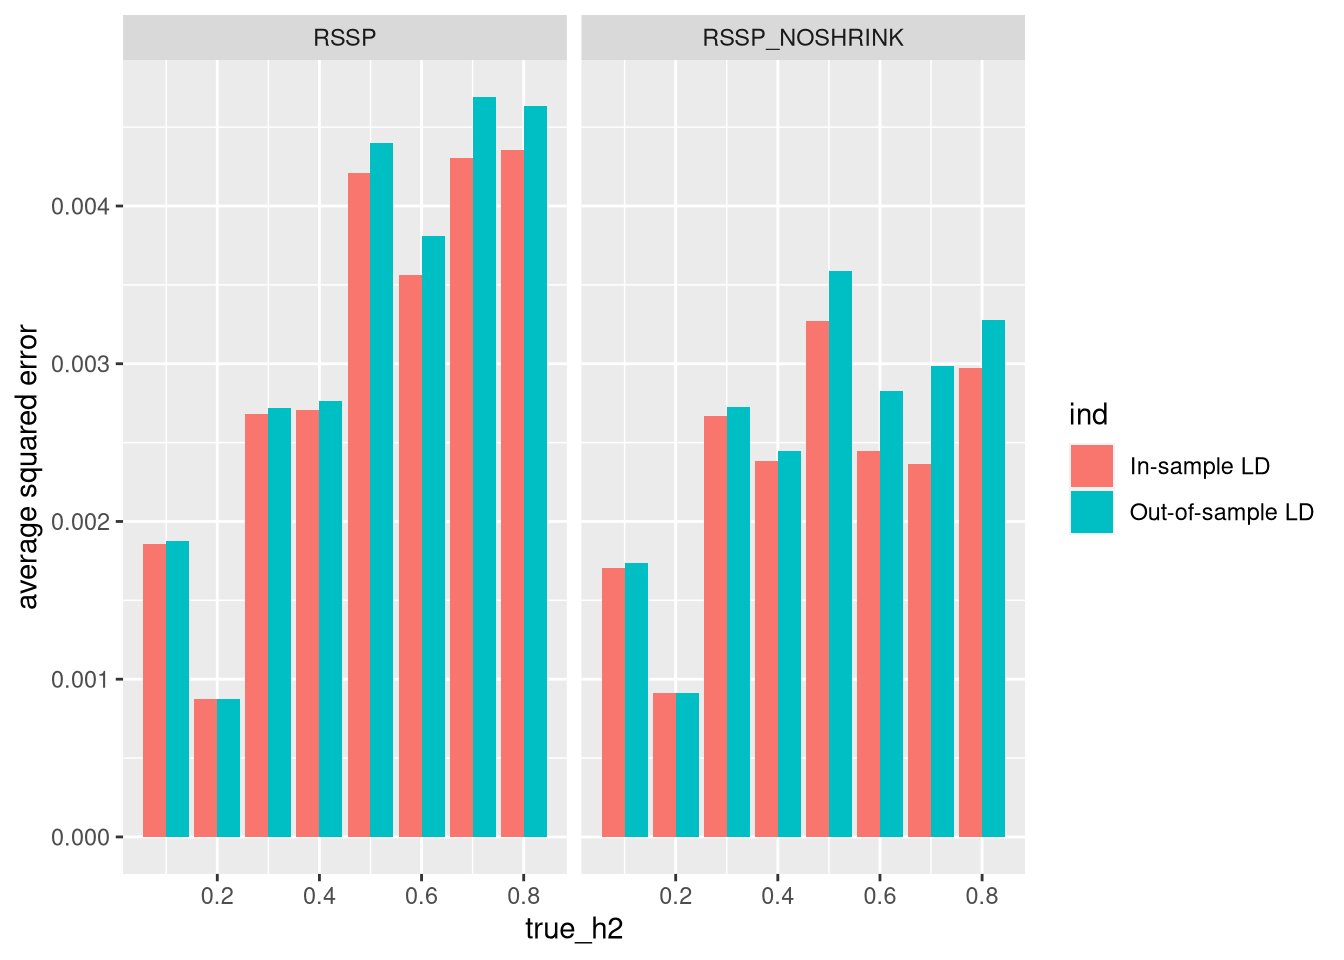 RSSP
RSSP_NOSHRINK
average squared error
0.004
0.003
0.002
0.001
0.000
0.2 0.4 0.6 0.8
0.2 0.4 0.6 0.8
true_h2
ind
In-sample LD
Out-of-sample LD